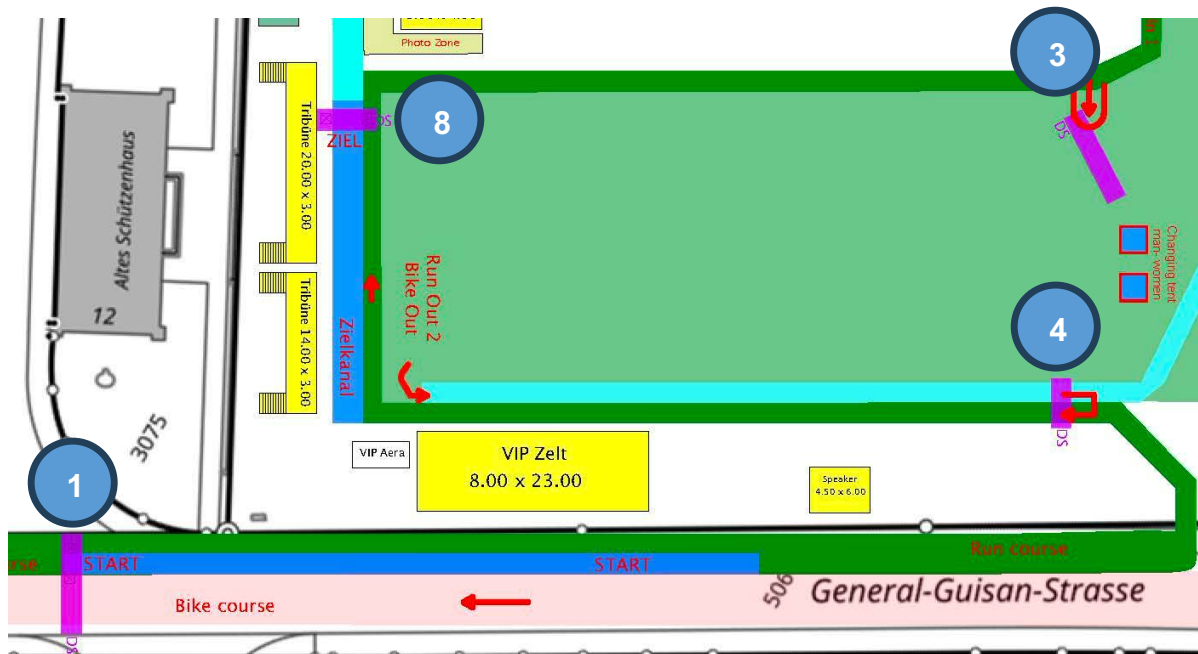 Photo Zone
3
8
DS
ZIEL
DS
Tribüne 20.00 x 3.00
Altes Schützenhaus
12
Changing tent
man- women
Run Out 2
Bike Out
Tribüne 14.00 x 3.00
Zielkanal
4
DS
3075
VIP Aera
VIP Zelt
8.00 x 23.00
Speaker
4.50 x 6.00
1
START
START
Run course
Bike course
506
General-Guisan-Strasse
DS